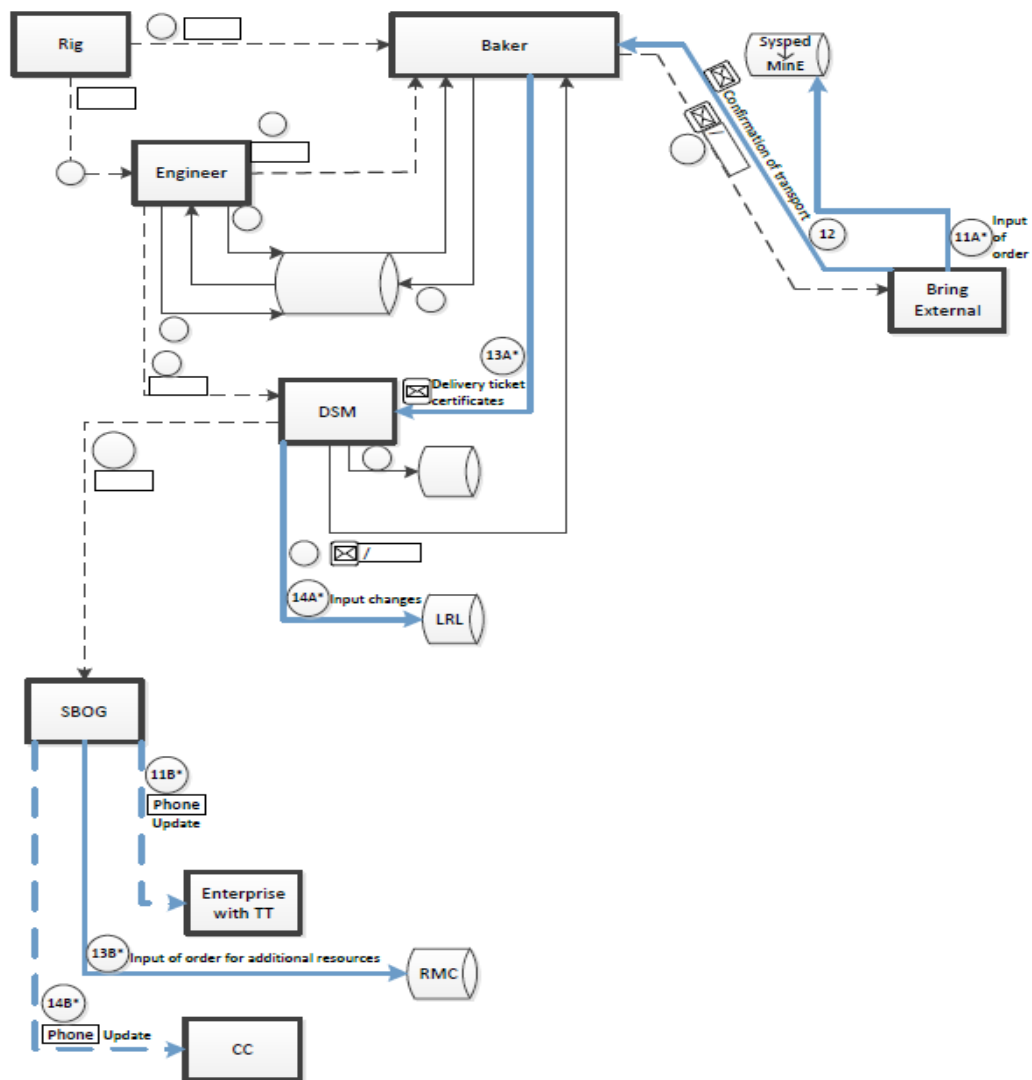 Rig
Baker
Sysped
MinE
Confirmation of transport
/
Engineer
12
11A*
Input
of
order
Bring
External
13A*
Delivery ticket
certificates
DSM
/
14A*
Input changes
LRL
SBOG
11B*
Phone
Update
Enterprise
with TT
13B*
Input of order for additional resources
RMC
14B*
Phone
Update
CC